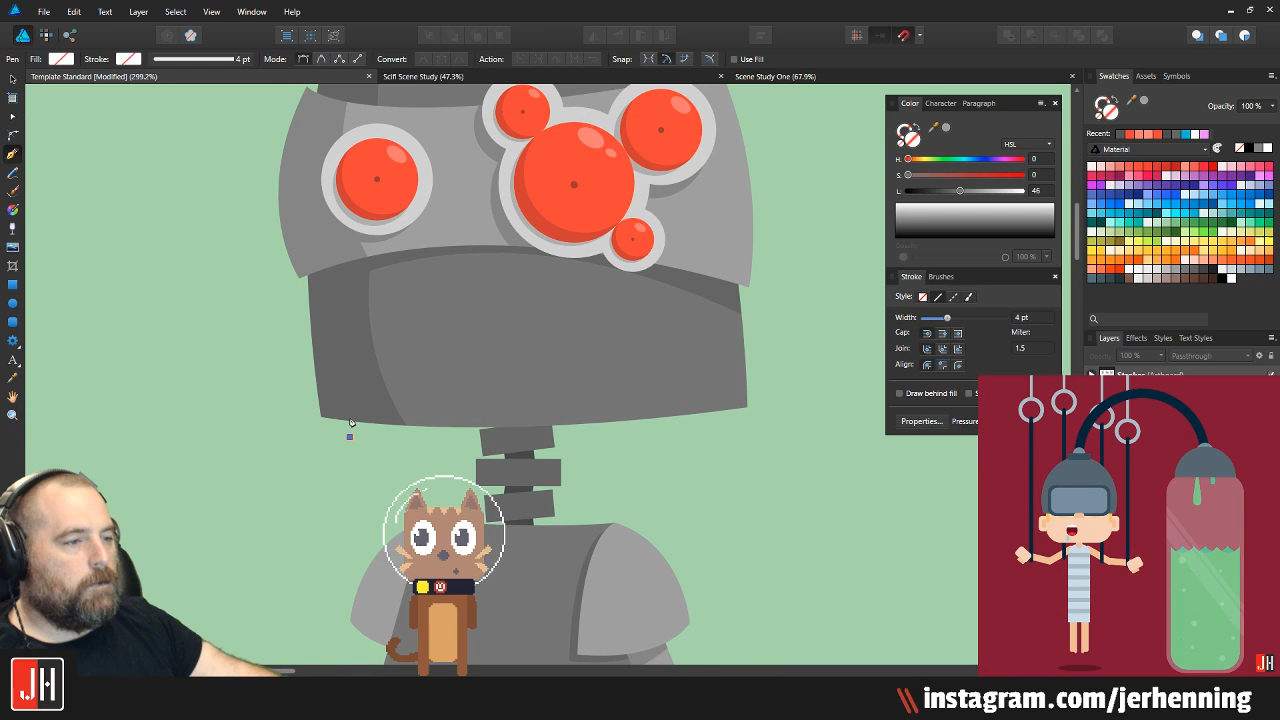 File Edit Text Layer Select View Window Help
Pen Fill: Stroke: 4 pt Mode: Convert: Action: Snap: Use Fill
Template Standard [Modified] (299.2%) Scifi Scene Study (47.3%) Scene Study One (67.9%)
Swatches Assets Symbols
Opacity: 100 %
Recent:
Material
Color Character Paragraph
HSL
H: 0
S: 0
L: 46
Opacity 100 %
Stroke Brushes
Style:
Width: 4 pt
Cap: Miter:
Join: 1.5
Align:
Draw behind fill
Properties... Pressure
Layers Effects Styles Text Styles
Opacity: 100 % Passthrough
JH
JH
\\ instagram.com/jerhenning